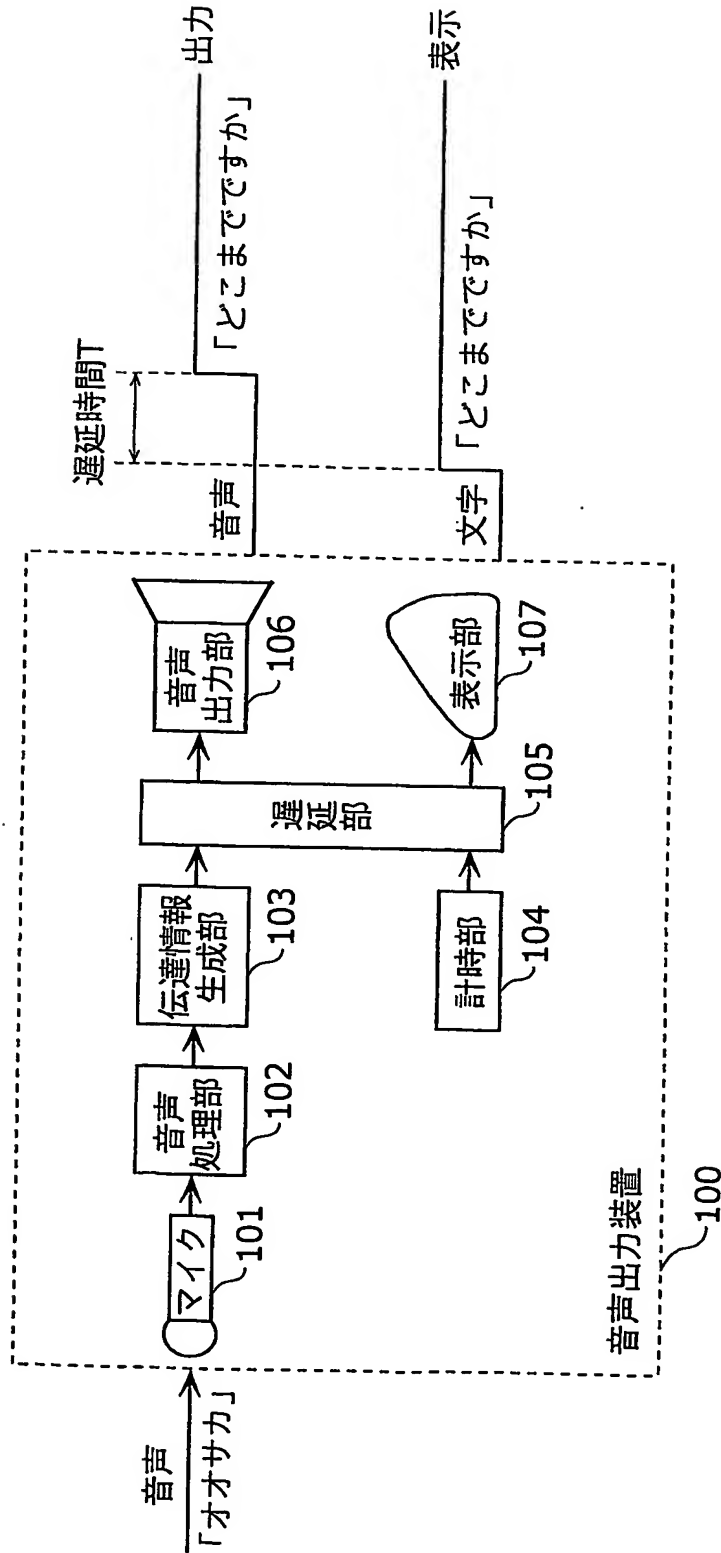 音声
「オオサカ」
マイク
101
音声
処理部
102
伝達情報
生成部
103
計時部
104
遅延部
105
音声
出力部
106
表示部
107
音声出力装置
100
遅延時間T
音声
「どこまでですか」
出力
文字
「どこまでですか」
表示